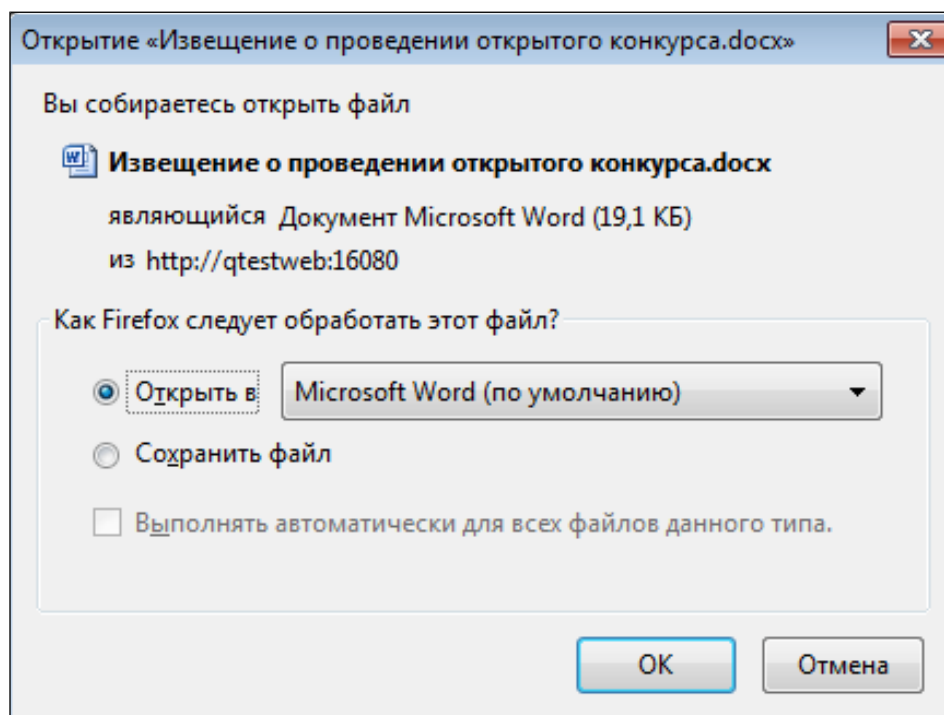 Открытие «Извещение о проведении открытого конкурса.docx»
Вы собираетесь открыть файл
Извещение о проведении открытого конкурса.docx
являющийся Документ Microsoft Word (19,1 КБ)
из http://qtestweb:16080
Как Firefox следует обработать этот файл?
Открыть в Microsoft Word (по умолчанию)
Сохранить файл
Выполнять автоматически для всех файлов данного типа.
ОК Отмена